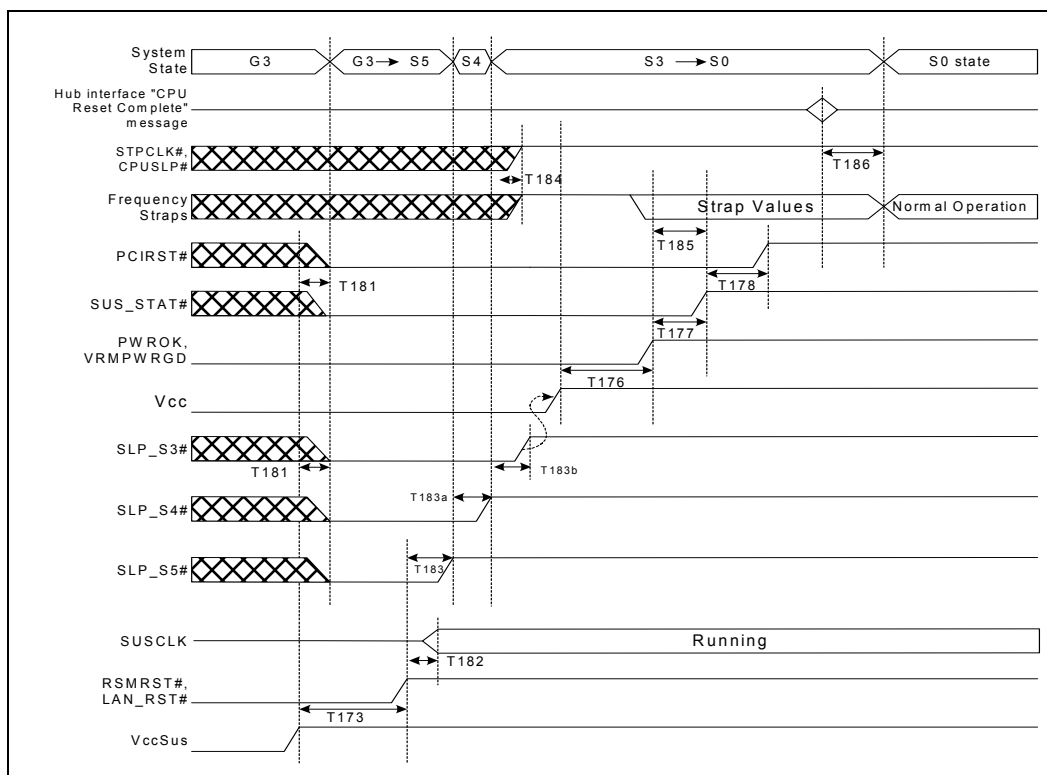 System
State
G3
G3 → S5
S4
S3 → S0
S0 state
Hub interface "CPU
Reset Complete"
message
STPCLK#,
CPUSLP#
T184
T186
Frequency
Straps
Strap Values
Normal Operation
T185
PCIRST#
T181
T178
SUS_STAT#
T177
PWROK,
VRMPWRGD
T176
Vcc
SLP_S3#
T181
T183b
SLP_S4#
T183a
SLP_S5#
T183
SUSCLK
Running
T182
RSMRST#,
LAN_RST#
T173
VccSus